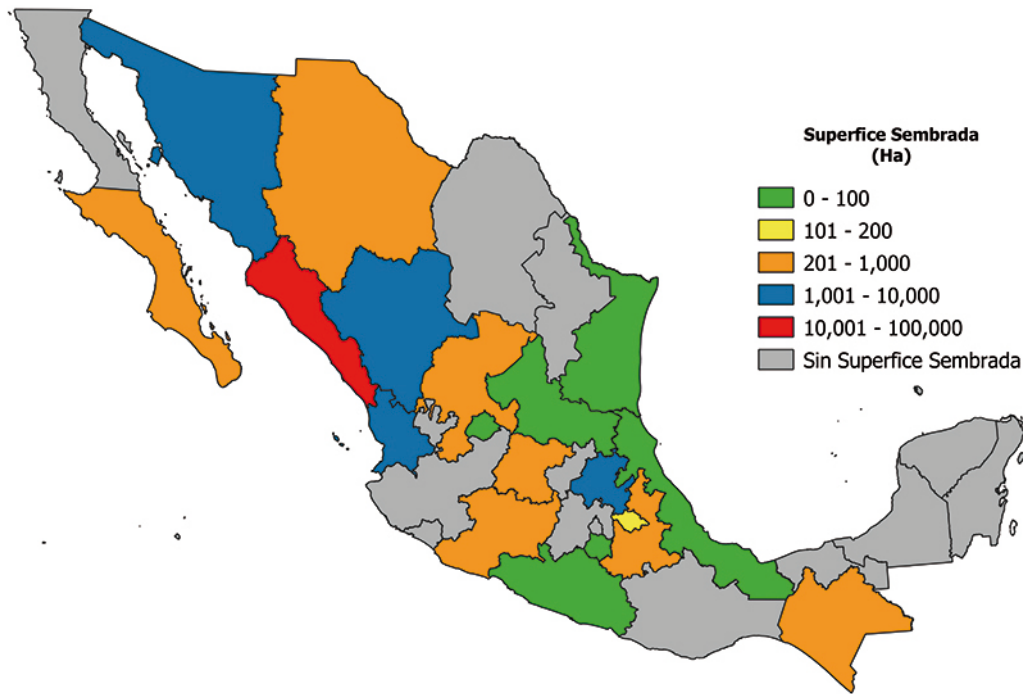 Superfice Sembrada
(Ha)
0 - 100
101 - 200
201 - 1,000
1,001 - 10,000
10,001 - 100,000
Sin Superfice Sembrada